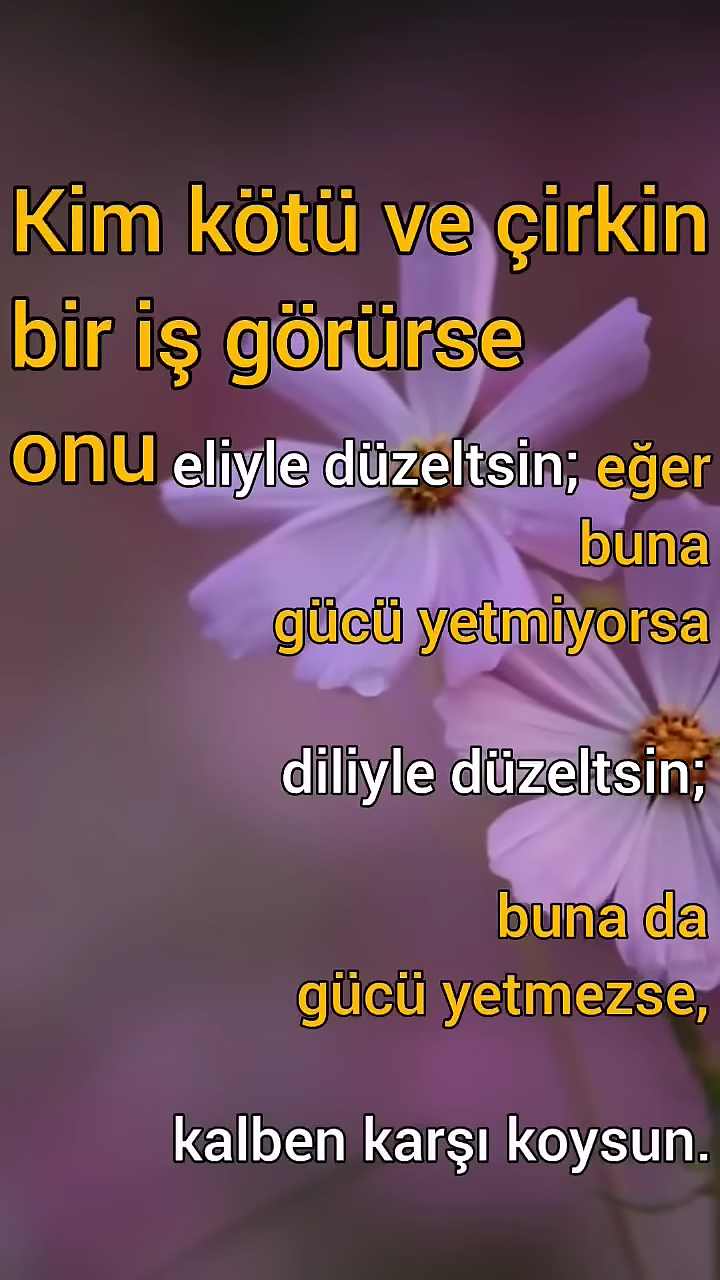 Kim kötü ve çirkin
bir iş görürse
onu eliyle düzeltsin; eğer
buna
gücü yetmiyorsa
diliyle düzeltsin;
buna da
gücü yetmezse,
kalben karşı koysun.